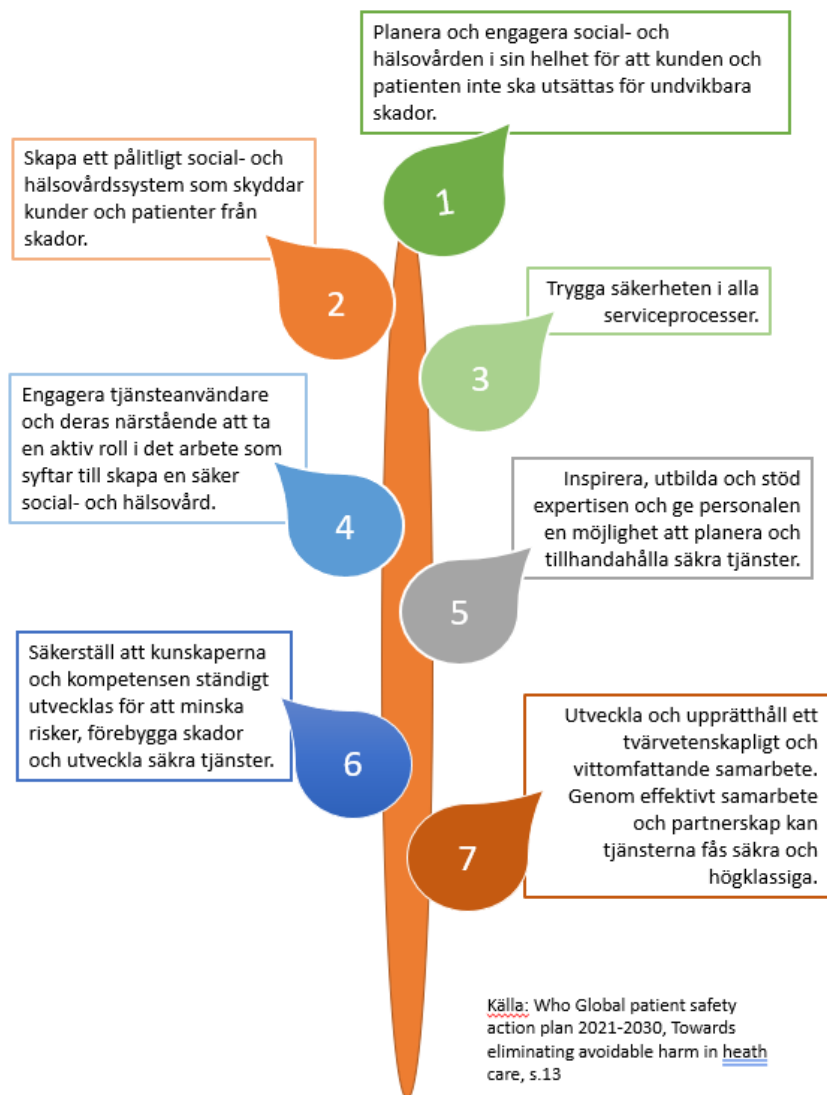 Planera och engagera social- och
hälsovården i sin helhet för att kunden och
patienten inte ska utsättas för undvikbara
skador.
1
Skapa ett pålitligt social- och
hälsovårdssystem som skyddar
kunder och patienter från
skador.
2
Trygga säkerheten i alla
serviceprocesser.
3
Engagera tjänsteanvändare
och deras närstående att ta
en aktiv roll i det arbete som
syftar till skapa en säker
social- och hälsovård.
4
Inspirera, utbilda och stöd
expertisen och ge personalen
en möjlighet att planera och
tillhandahålla säkra tjänster.
5
Säkerställ att kunskaperna
och kompetensen ständigt
utvecklas för att minska
risker, förebygga skador
och utveckla säkra tjänster.
6
Utveckla och upprätthåll ett
tvärvetenskapligt och
vittomfattande samarbete.
Genom effektivt samarbete
och partnerskap kan
tjänsterna fås säkra och
högklassiga.
7
Källa: Who Global patient safety
action plan 2021-2030, Towards
eliminating avoidable harm in heath
care, s.13